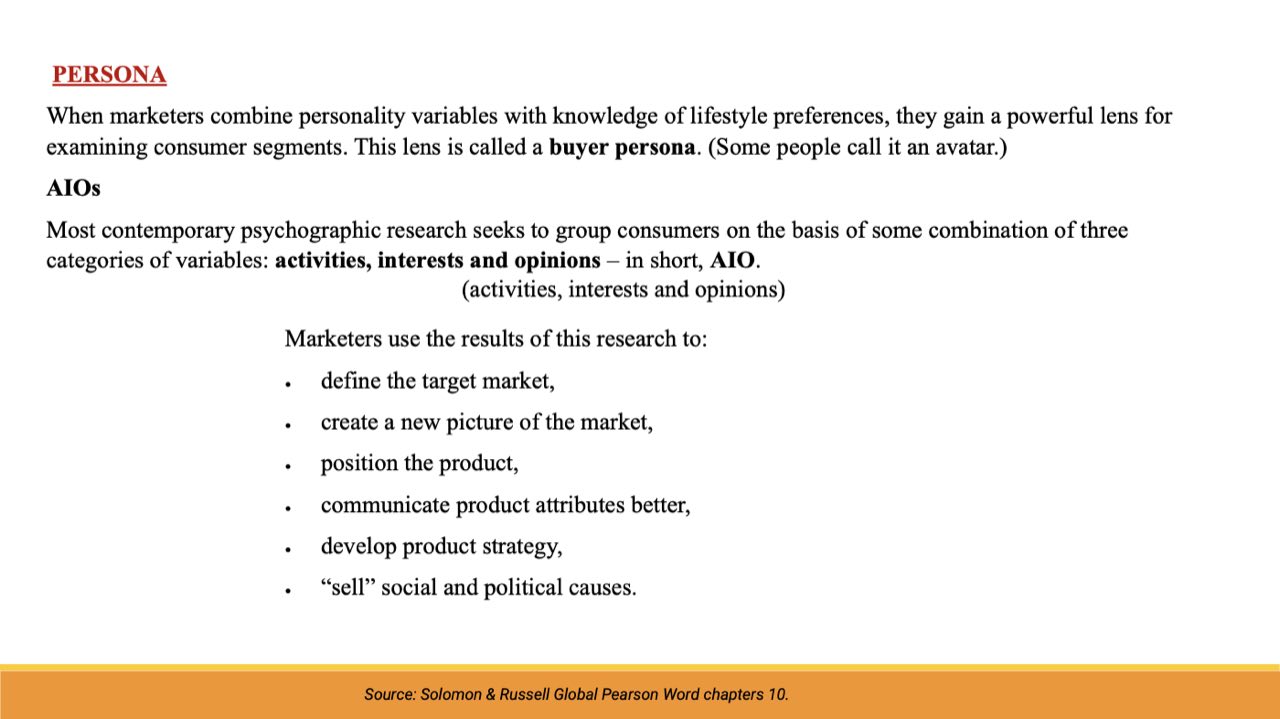 PERSONA
When marketers combine personality variables with knowledge of lifestyle preferences, they gain a powerful lens for
examining consumer segments. This lens is called a buyer persona. (Some people call it an avatar.)
AIOs
Most contemporary psychographic research seeks to group consumers on the basis of some combination of three
categories of variables: activities, interests and opinions – in short, AIO.
(activities, interests and opinions)
Marketers use the results of this research to:
• define the target market,
• create a new picture of the market,
• position the product,
• communicate product attributes better,
• develop product strategy,
• “sell” social and political causes.
Source: Solomon & Russell Global Pearson Word chapters 10.